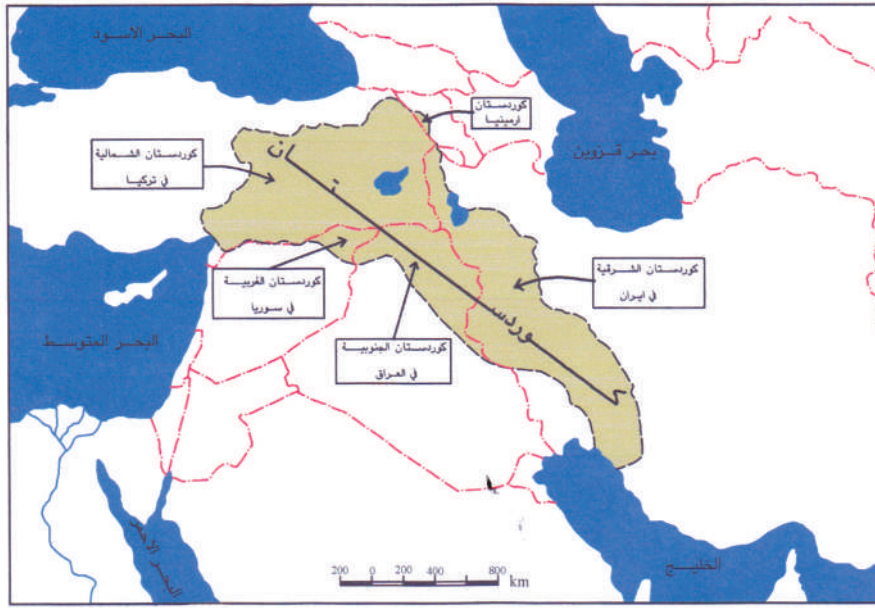 البحر الاسود
كوردستان
ارمينيا
بحر قزوين
كوردستان الشمالية
في تركيا
كوردستان
كوردستان الشرقية
في ايران
كوردستان الغربية
في سوريا
البحر المتوسط
كوردستان الجنوبية
في العراق
البحر الاحمر
الخليج
200 0 200 400 800
km